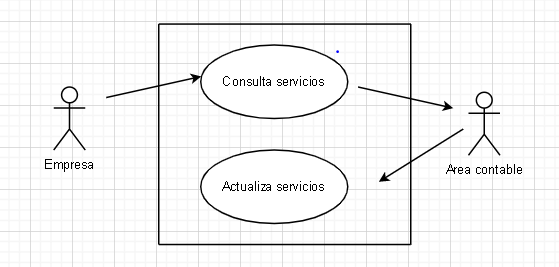 Consulta servicios
Empresa
Area contable
Actualiza servicios